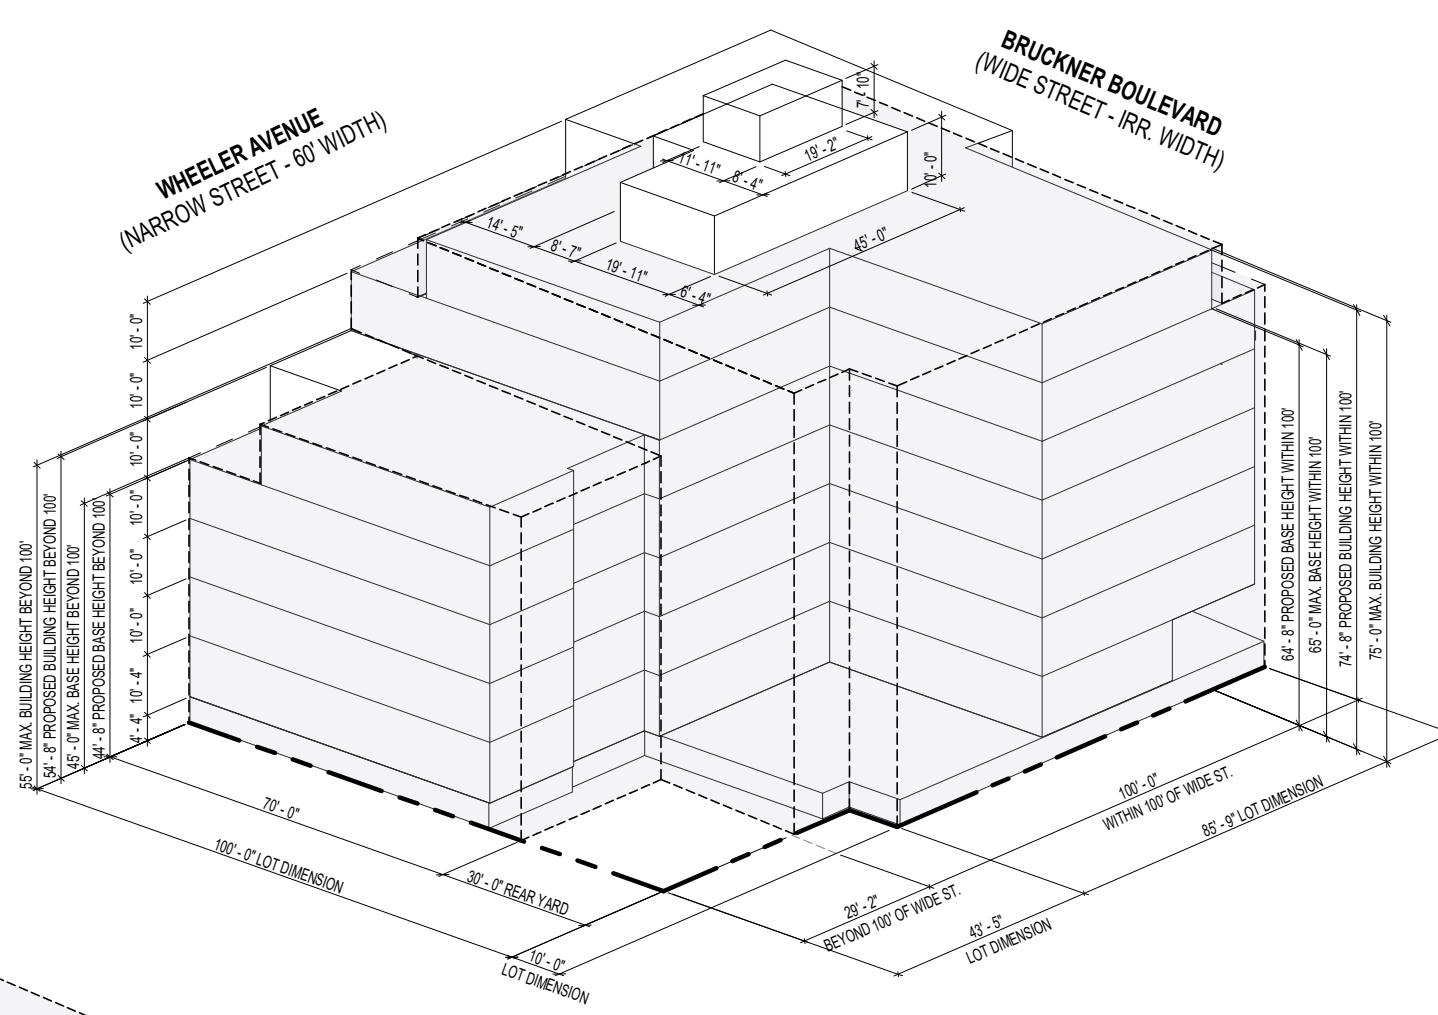 WHEELER AVENUE
(NARROW STREET - 60' WIDTH)
BRUCKNER BOULEVARD
(WIDE STREET - IRR. WIDTH)
7' - 10"
19' - 2"
11' - 11"
8' - 4"
10' - 0"
45' - 0"
14' - 5"
8' - 7"
19' - 11"
6' - 4"
10' - 0"
10' - 0"
10' - 0"
10' - 0"
10' - 0"
10' - 0"
10' - 4"
4' - 4"
55' - 0" MAX. BUILDING HEIGHT BEYOND 100'
54' - 8" PROPOSED BUILDING HEIGHT BEYOND 100'
45' - 0" MAX. BASE HEIGHT BEYOND 100'
44' - 8" PROPOSED BASE HEIGHT BEYOND 100'
64' - 8" PROPOSED BASE HEIGHT WITHIN 100'
65' - 0" MAX. BASE HEIGHT WITHIN 100'
74' - 8" PROPOSED BUILDING HEIGHT WITHIN 100'
75' - 0" MAX. BUILDING HEIGHT WITHIN 100'
70' - 0"
100' - 0" LOT DIMENSION
30' - 0" REAR YARD
10' - 0"
LOT DIMENSION
29' - 2"
BEYOND 100' OF WIDE ST.
43' - 5"
LOT DIMENSION
100' - 0"
WITHIN 100' OF WIDE ST.
85' - 9" LOT DIMENSION